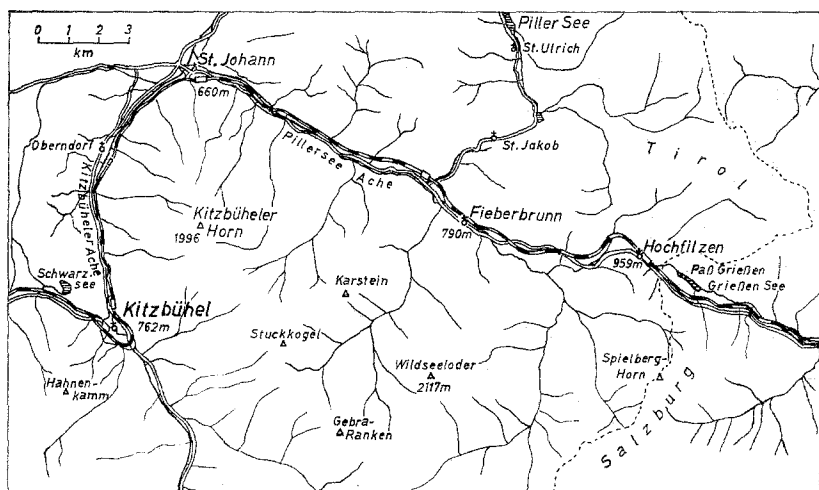 0 1 2 3
km
Piller See
St. Ulrich
St. Johann
660m
Oberndorf
Pillersee Ache
St. Jakob
Tirol
Kitzbüheler Ache
Kitzbüheler
Horn
1996
Fieberbrunn
790m
Hochfilzen
959m
Paß Grießen
Grießen See
Schwarz-
see
Karstein
Kitzbühel
762m
Stuckkogel
Wildseeloder
2117m
Spielberg-
Horn
Hahnen-
kamm
Gebra-
Ranken
Salzburg